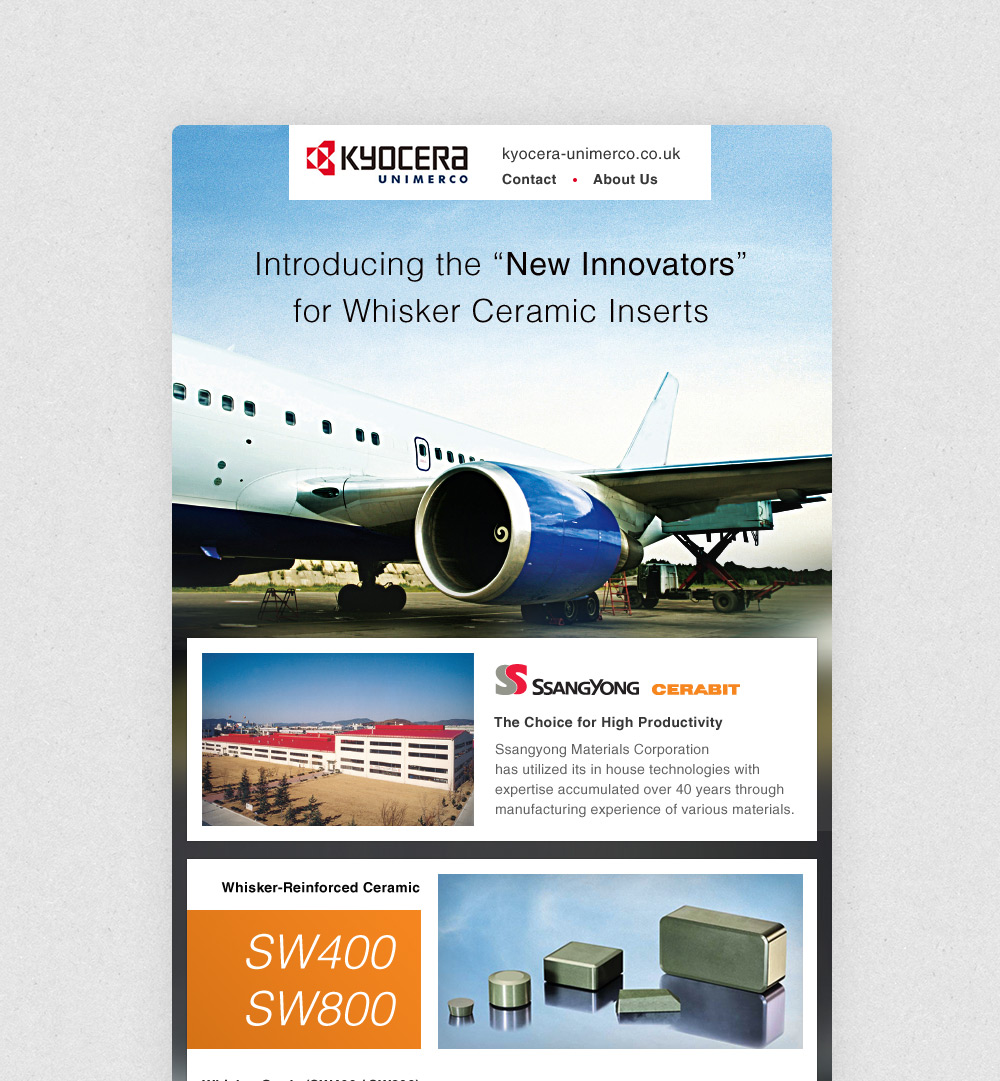 KYOCERA
UNIMERCO
kyocera-unimerco.co.uk
Contact • About Us
Introducing the “New Innovators”
for Whisker Ceramic Inserts
SSANGYONG CERABIT
The Choice for High Productivity
Ssangyong Materials Corporation
has utilized its in house technologies with
expertise accumulated over 40 years through
manufacturing experience of various materials.
Whisker-Reinforced Ceramic
SW400
SW800